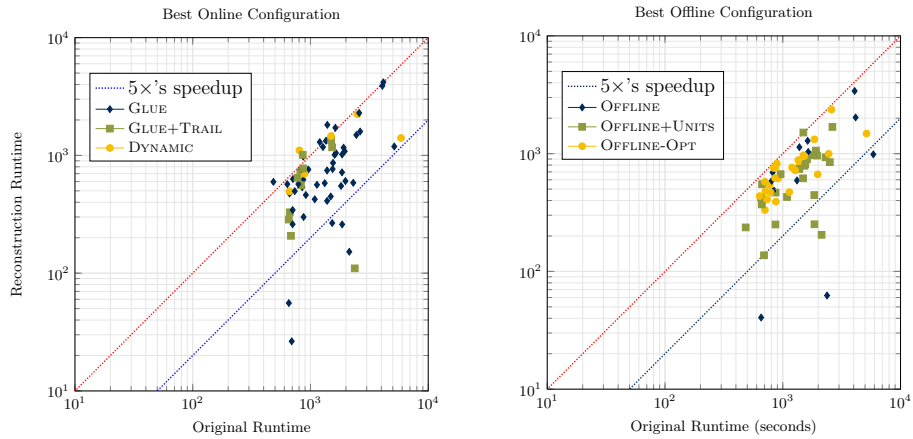 Best Online Configuration
10^4
10^3
10^2
10^1
10^1
10^2
10^3
10^4
Reconstruction Runtime
Original Runtime
5×'s speedup
GLUE
GLUE+TRAIL
DYNAMIC
Best Offline Configuration
10^4
10^3
10^2
10^1
10^1
10^2
10^3
10^4
Original Runtime (seconds)
5×'s speedup
OFFLINE
OFFLINE+UNITS
OFFLINE-OPT